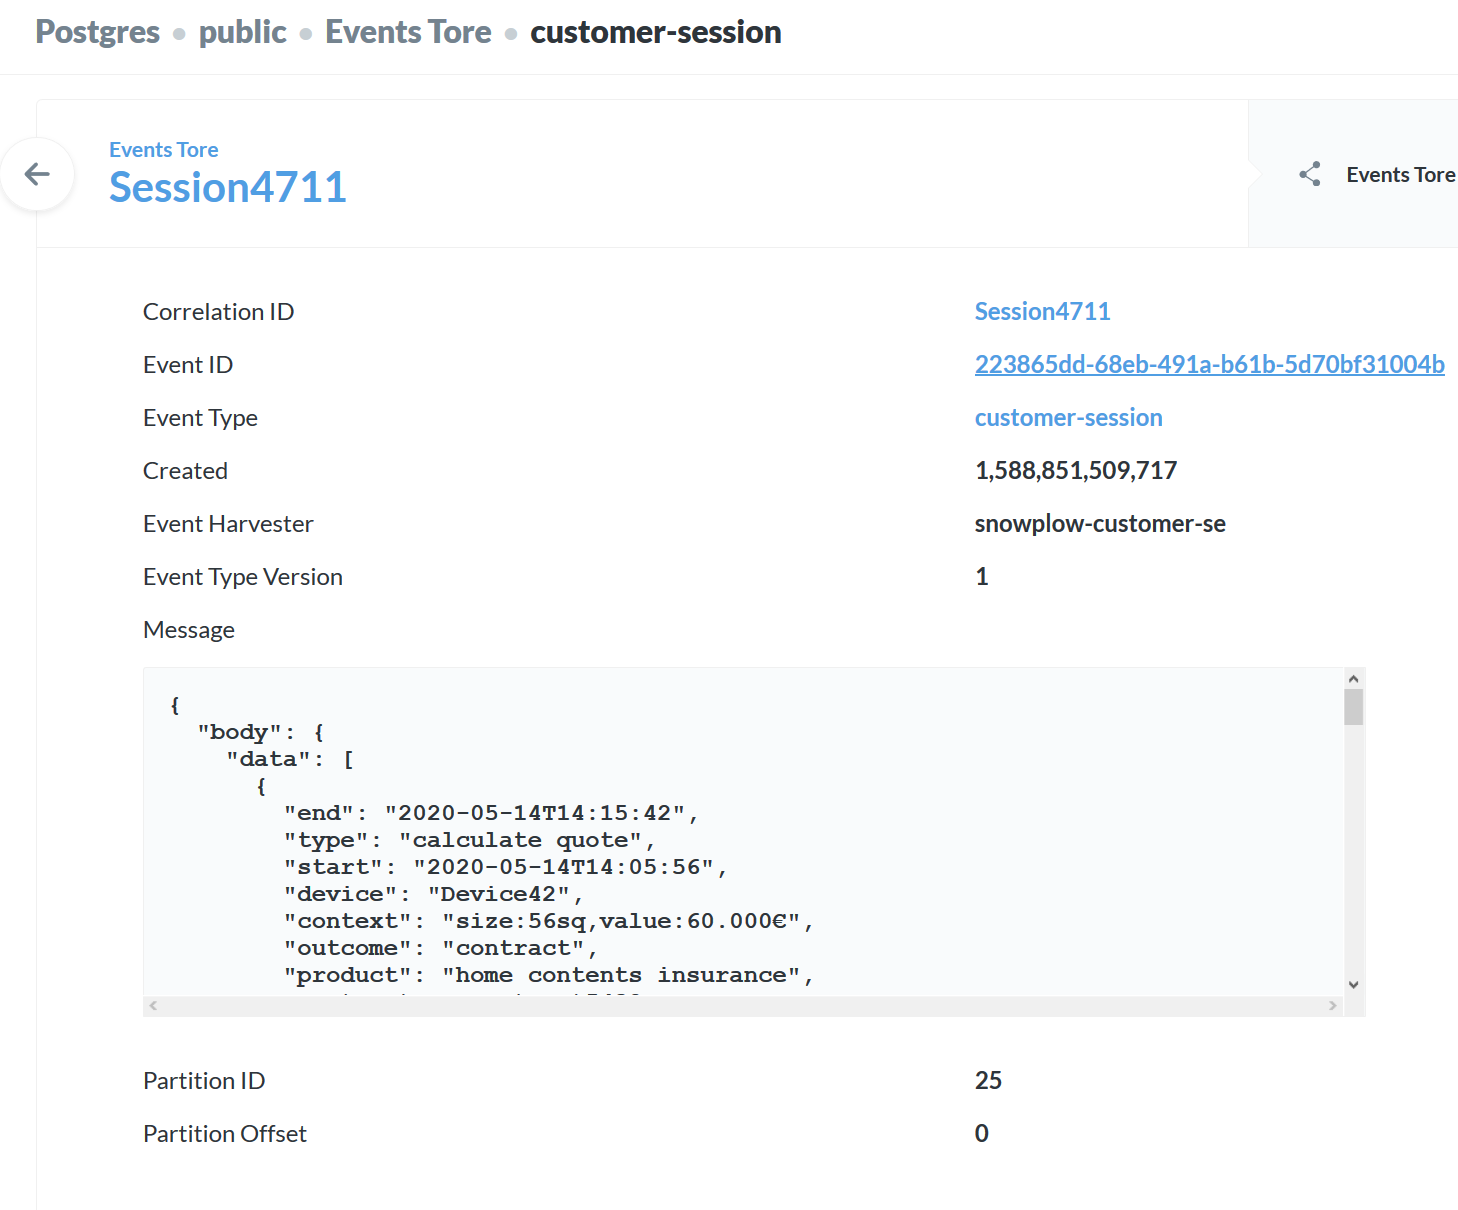 Postgres • public • Events Tore • customer-session
Events Tore
Session4711
Events Tore
Correlation ID Session4711
Event ID 223865dd-68eb-491a-b61b-5d70bf31004b
Event Type customer-session
Created 1,588,851,509,717
Event Harvester snowplow-customer-se
Event Type Version 1
Message
{
"body": {
"data": [
{
"end": "2020-05-14T14:15:42",
"type": "calculate quote",
"start": "2020-05-14T14:05:56",
"device": "Device42",
"context": "size:56sq,value:60.000€",
"outcome": "contract",
"product": "home contents insurance",
Partition ID 25
Partition Offset 0